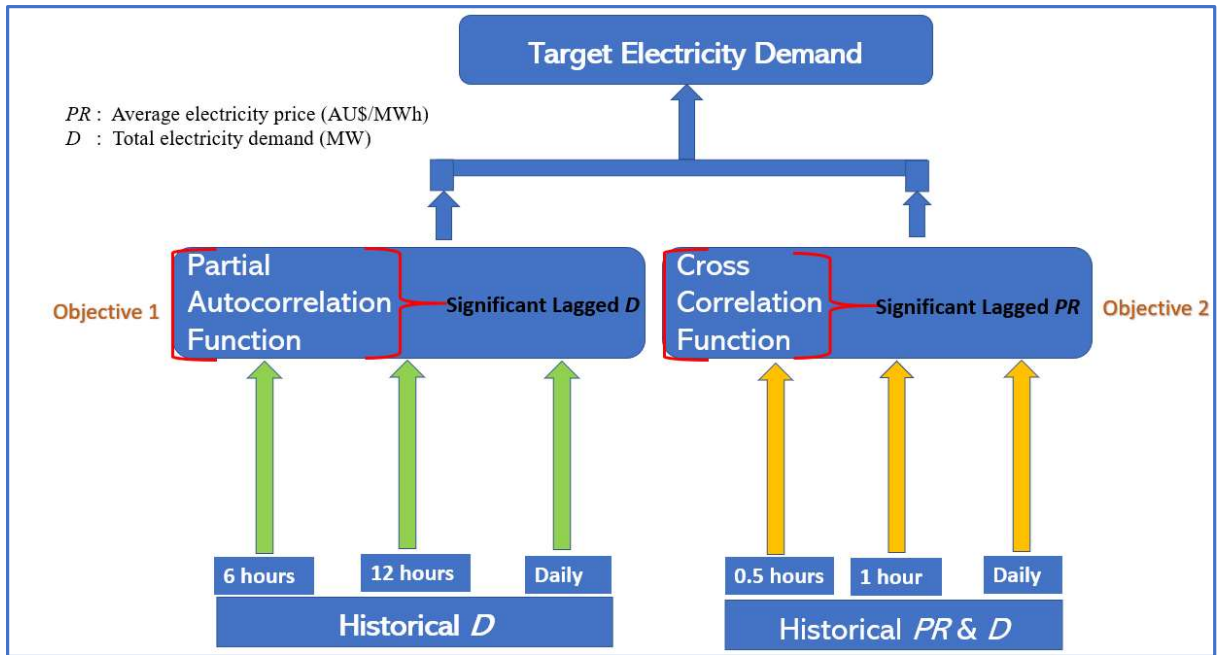 Target Electricity Demand
PR : Average electricity price (AU$/MWh)
D : Total electricity demand (MW)
Objective 1
Partial
Autocorrelation
Function
Significant Lagged D
Cross
Correlation
Function
Significant Lagged PR
Objective 2
6 hours
12 hours
Daily
Historical D
0.5 hours
1 hour
Daily
Historical PR & D